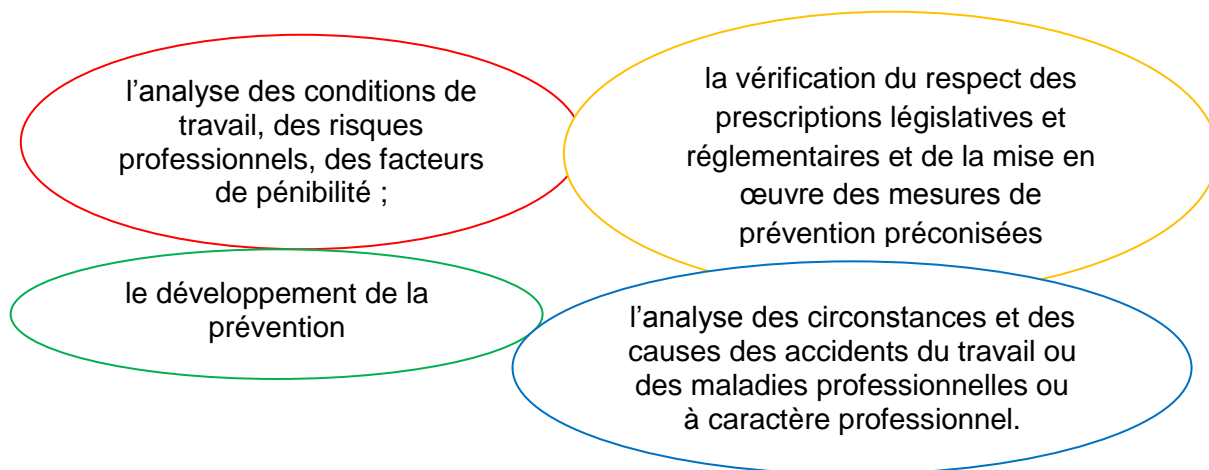 l’analyse des conditions de
travail, des risques
professionnels, des facteurs
de pénibilité ;
la vérification du respect des
prescriptions législatives et
réglementaires et de la mise en
œuvre des mesures de
prévention préconisées
le développement de la
prévention
l’analyse des circonstances et des
causes des accidents du travail ou
des maladies professionnelles ou
à caractère professionnel.